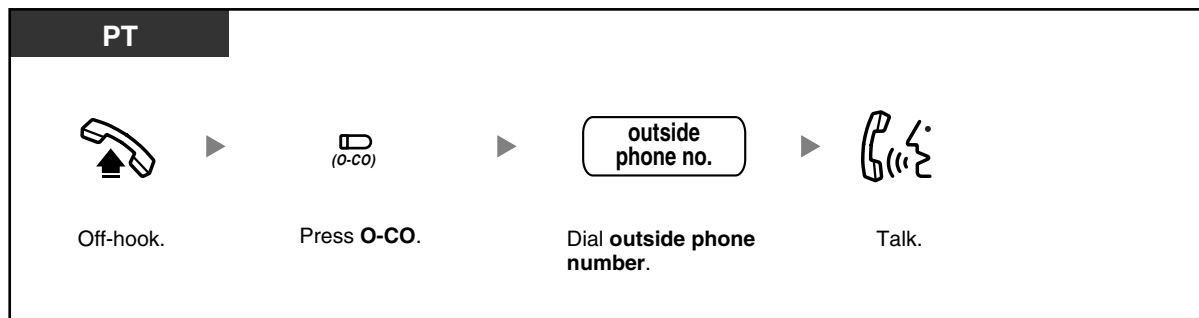 PT
(O-CO)
outside
phone no.
Off-hook.
Press O-CO.
Dial outside phone
number.
Talk.